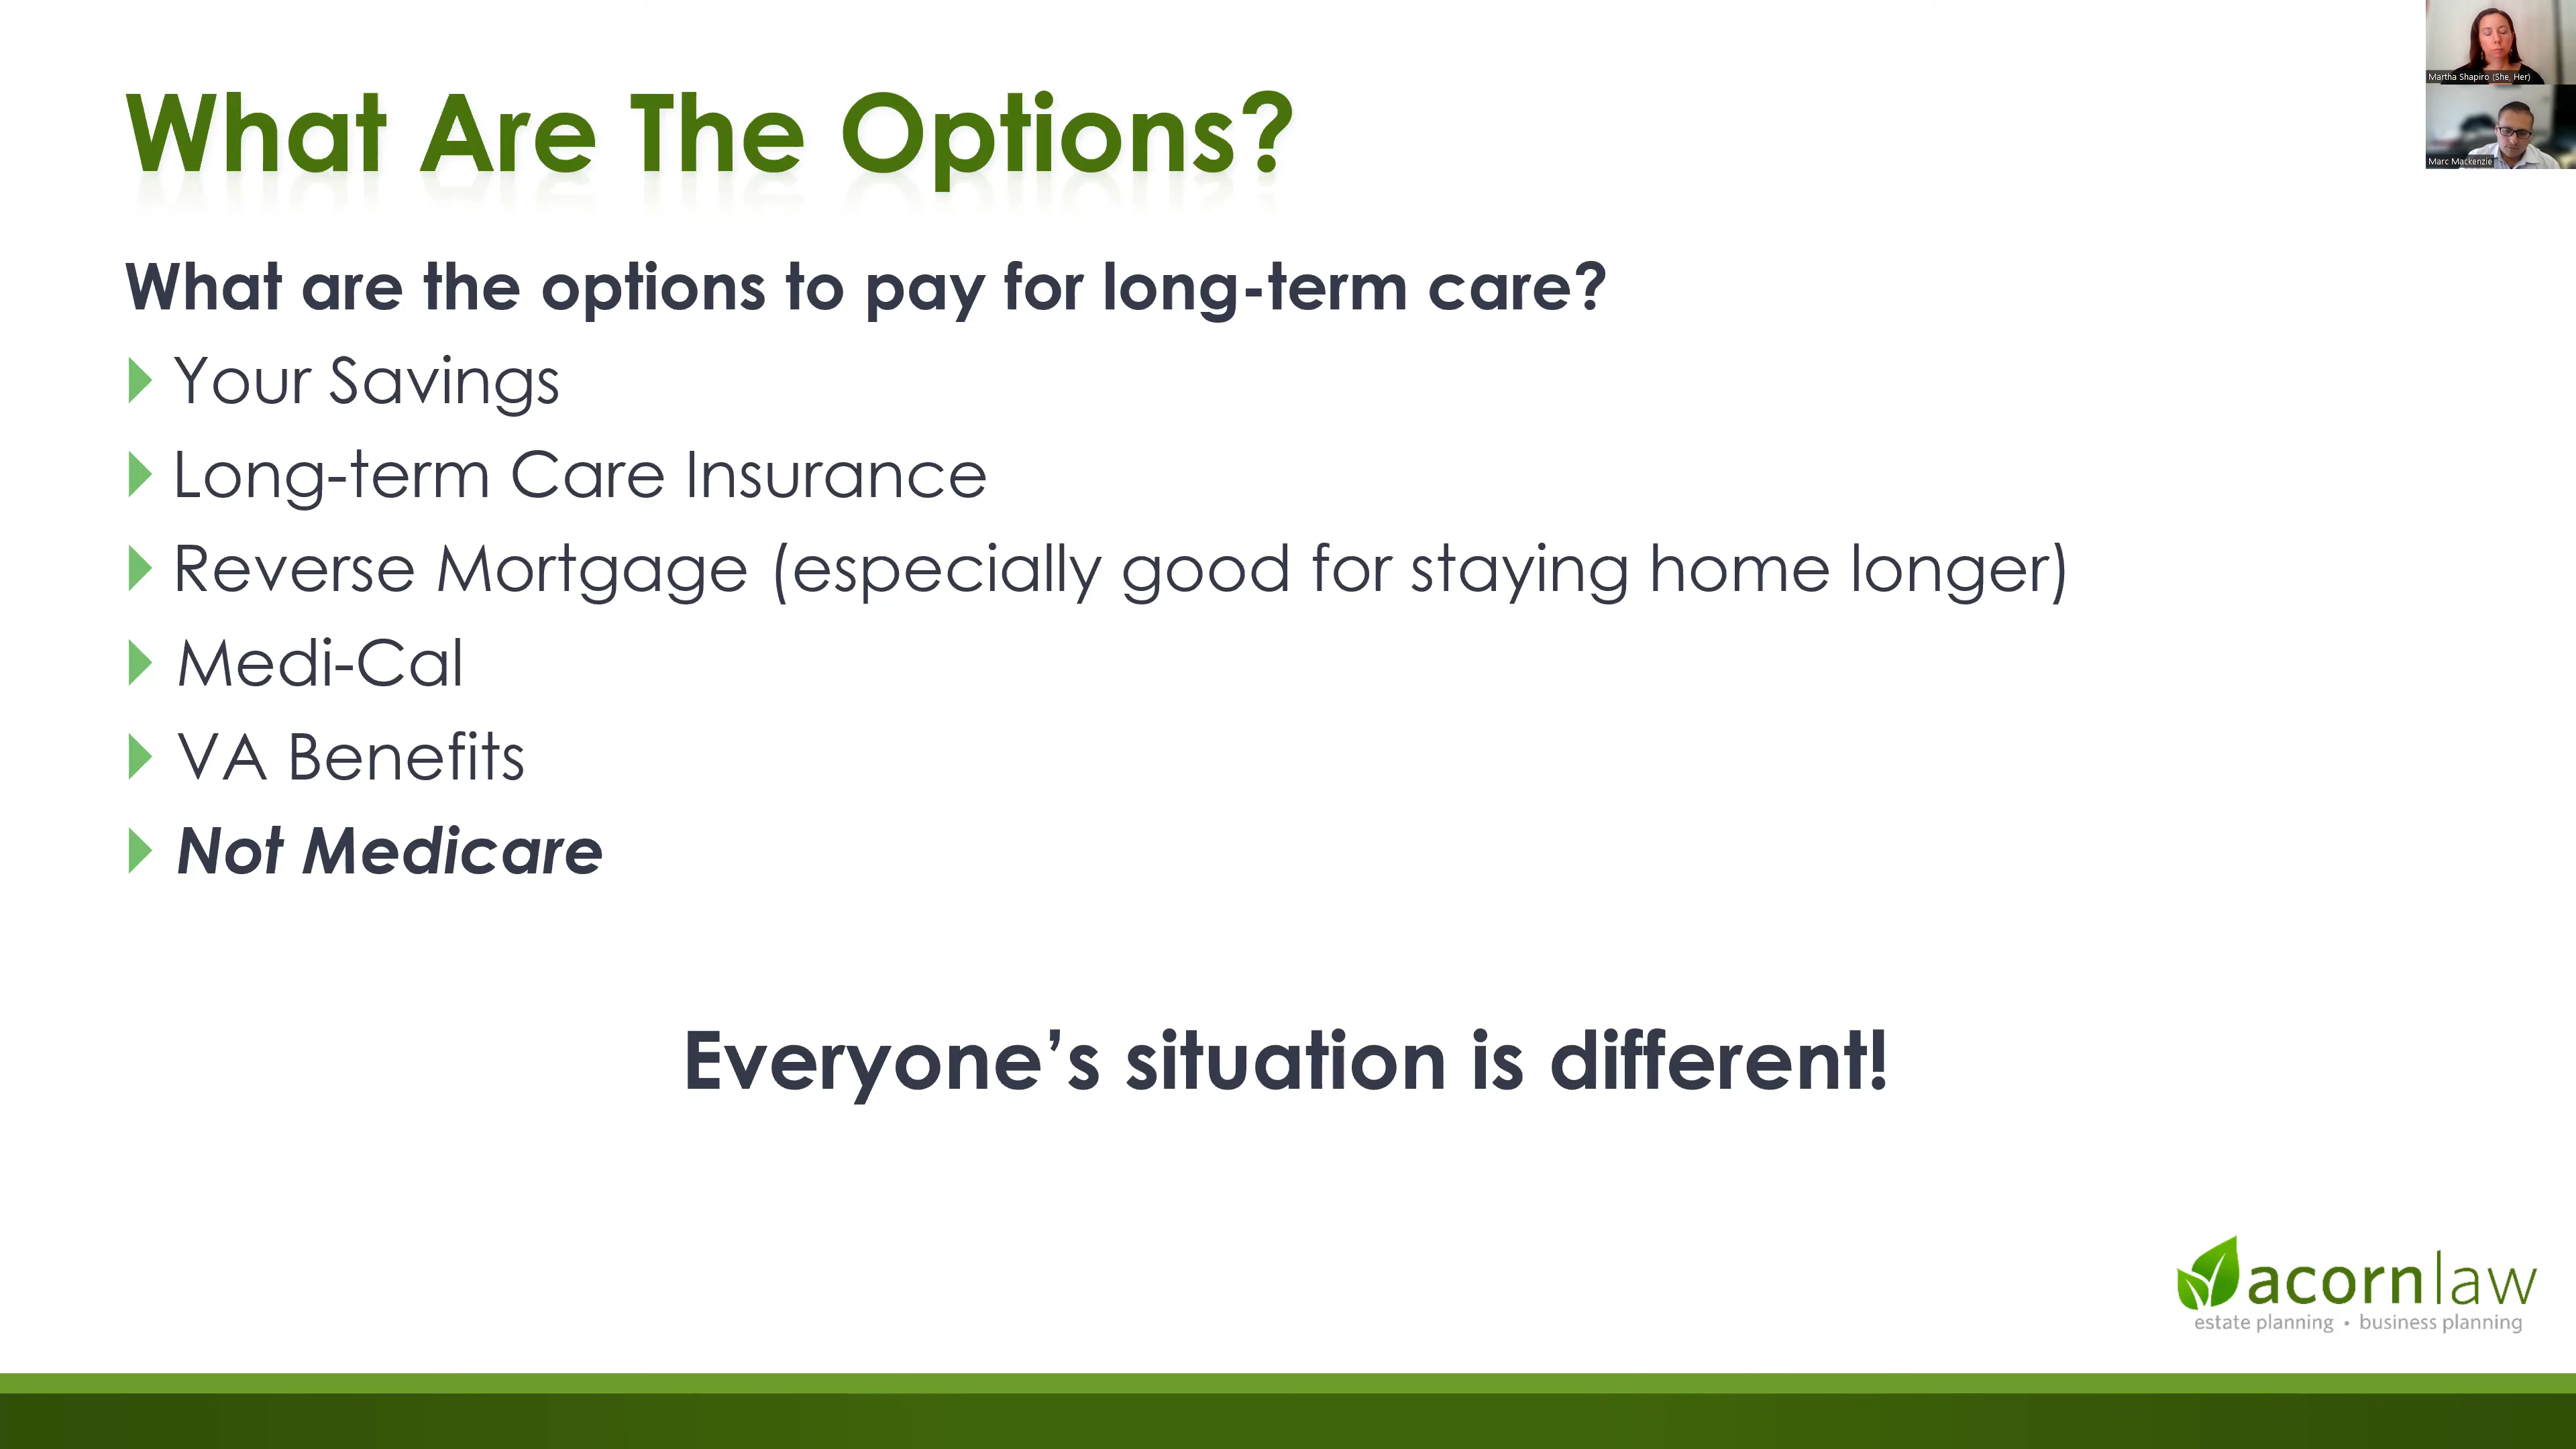 What Are The Options?
What are the options to pay for long-term care?
Your Savings
Long-term Care Insurance
Reverse Mortgage (especially good for staying home longer)
Medi-Cal
VA Benefits
Not Medicare
Everyone’s situation is different!
acornlaw
estate planning • business planning
Martha Shapiro (She, Her)
Marc Mackenzie